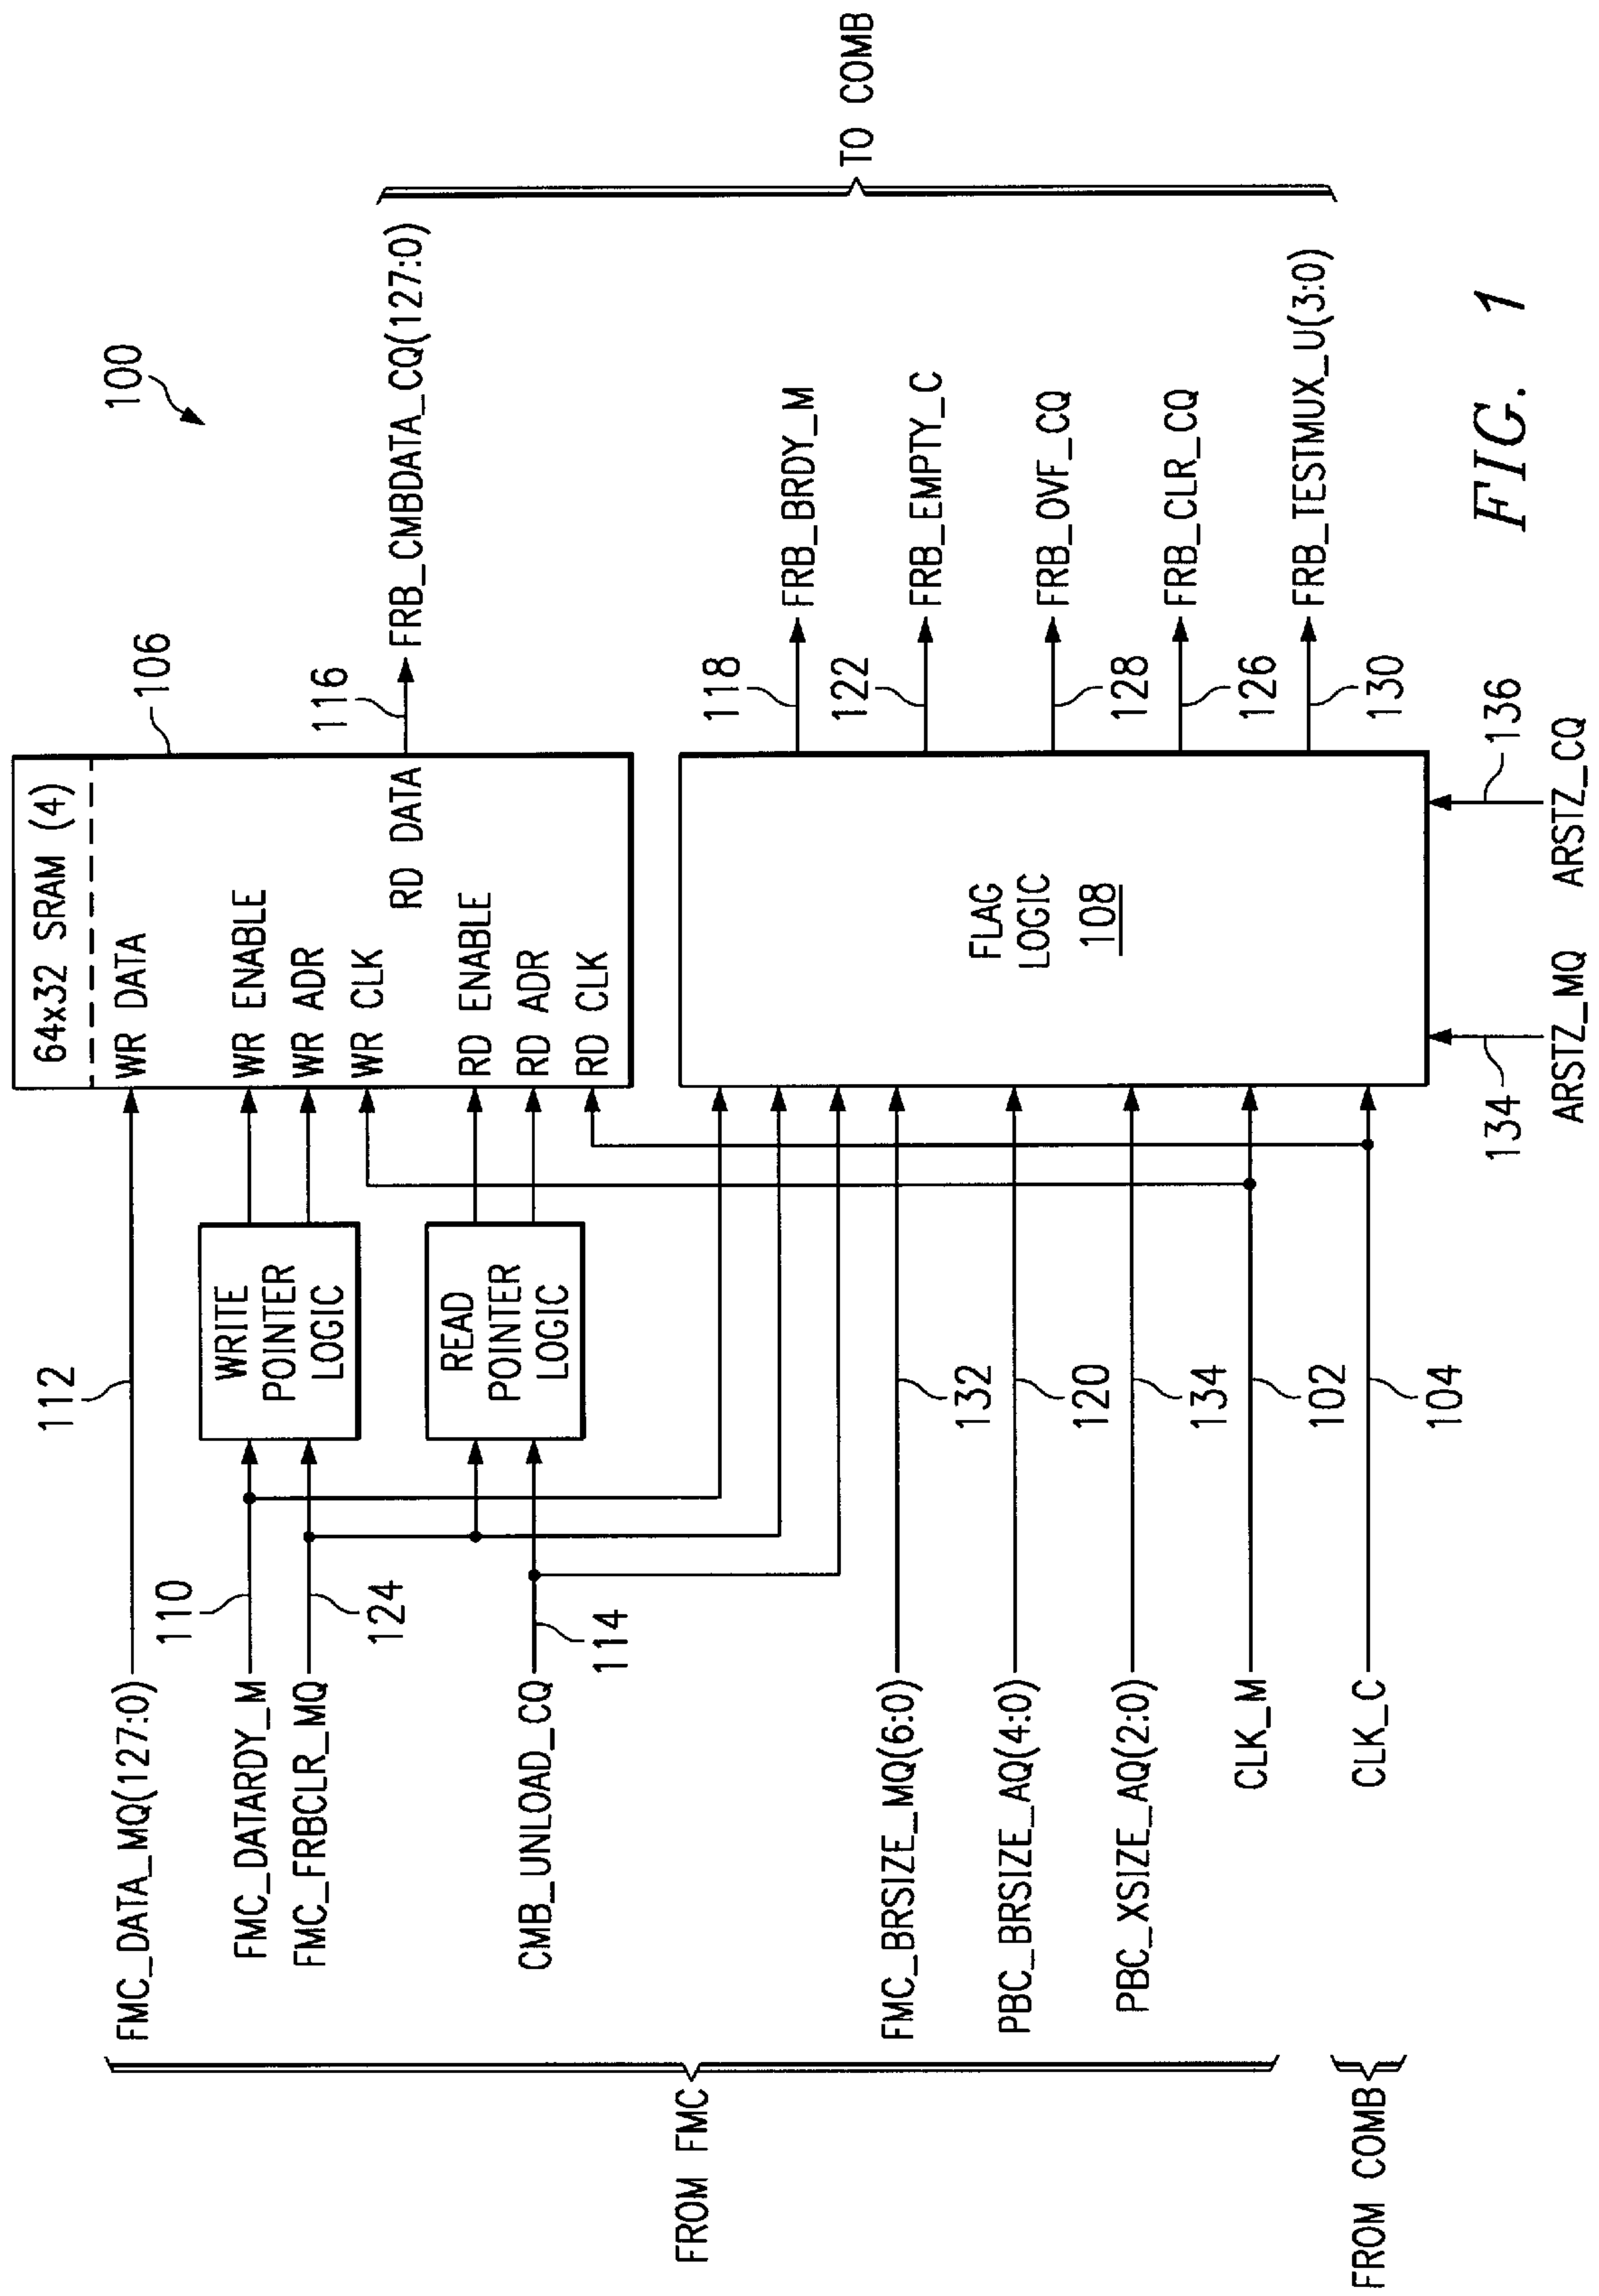 100
64x32 SRAM (4)
106
WR DATA
WR ENABLE
WR ADR
WR CLK
RD DATA
RD ENABLE
RD ADR
RD CLK
112
WRITE
POINTER
LOGIC
READ
POINTER
LOGIC
110
124
114
FMC_DATA_MQ(127:0)
FMC_DATARDY_M
FMC_FRBCLR_MQ
CMB_UNLOAD_CQ
FMC_BRSIZE_MQ(6:0)
PBC_BRSIZE_AQ(4:0)
PBC_XSIZE_AQ(2:0)
CLK_M
CLK_C
FROM FMC
FROM COMB
132
120
134
102
104
FLAG
LOGIC
108
116
FRB_CMBDATA_CQ(127:0)
118
FRB_BRDY_M
122
FRB_EMPTY_C
128
FRB_OVF_CQ
126
FRB_CLR_CQ
130
FRB_TESTMUX_U(3:0)
TO COMB
134
ARSTZ_MQ
136
ARSTZ_CQ
FIG. 1